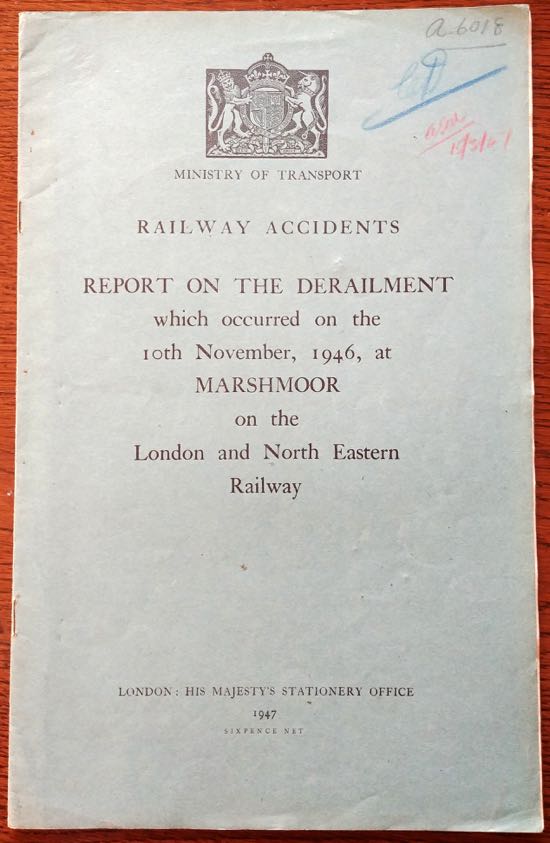 a-6018
MINISTRY OF TRANSPORT
RAILWAY ACCIDENTS
REPORT ON THE DERAILMENT
which occurred on the
10th November, 1946, at
MARSHMOOR
on the
London and North Eastern
Railway
LONDON: HIS MAJESTY'S STATIONERY OFFICE
1947
SIXPENCE NET